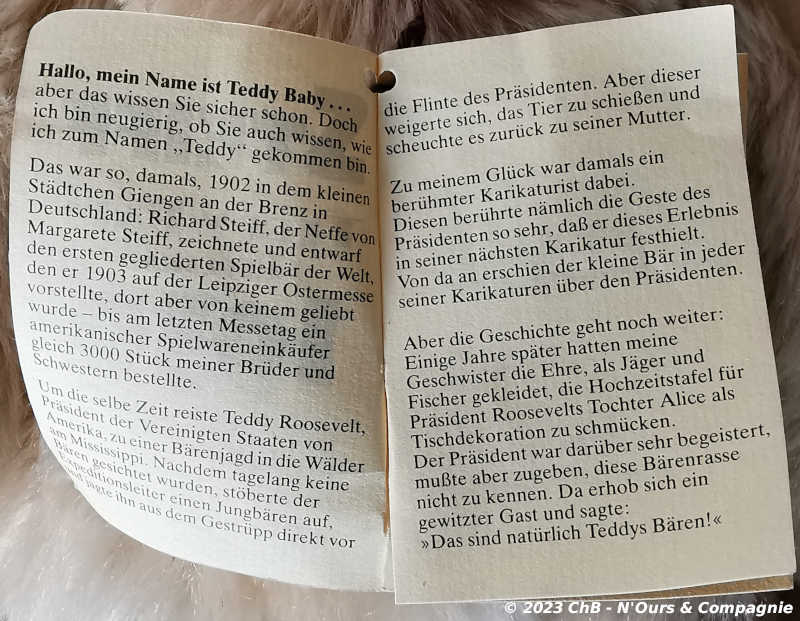 Hallo, mein Name ist Teddy Baby . . .
aber das wissen Sie sicher schon. Doch
ich bin neugierig, ob Sie auch wissen, wie
ich zum Namen „Teddy“ gekommen bin.
Das war so, damals, 1902 in dem kleinen
Städtchen Giengen an der Brenz in
Deutschland: Richard Steiff, der Neffe von
Margarete Steiff, zeichnete und entwarf
den ersten gegliederten Spielbär der Welt,
den er 1903 auf der Leipziger Ostermesse
vorstellte, dort aber von keinem geliebt
wurde – bis am letzten Messetag ein
amerikanischer Spielwareneinkäufer
gleich 3000 Stück meiner Brüder und
Schwestern bestellte.
Um die selbe Zeit reiste Teddy Roosevelt,
Präsident der Vereinigten Staaten von
Amerika, zu einer Bärenjagd in die Wälder
am Mississippi. Nachdem tagelang keine
Bären gesichtet wurden, stöberte der
Expeditionsleiter einen Jungbären auf,
jagte ihn aus dem Gestrüpp direkt vor
die Flinte des Präsidenten. Aber dieser
weigerte sich, das Tier zu schießen und
scheuchte es zurück zu seiner Mutter.
Zu meinem Glück war damals ein
berühmter Karikaturist dabei.
Diesen berührte nämlich die Geste des
Präsidenten so sehr, daß er dieses Erlebnis
in seiner nächsten Karikatur festhielt.
Von da an erschien der kleine Bär in jeder
seiner Karikaturen über den Präsidenten.
Aber die Geschichte geht noch weiter:
Einige Jahre später hatten meine
Geschwister die Ehre, als Jäger und
Fischer gekleidet, die Hochzeitstafel für
Präsident Roosevelts Tochter Alice als
Tischdekoration zu schmücken.
Der Präsident war darüber sehr begeistert,
mußte aber zugeben, diese Bärenrasse
nicht zu kennen. Da erhob sich ein
gewitzter Gast und sagte:
»Das sind natürlich Teddys Bären!«
© 2023 ChB - N'Ours & Compagnie